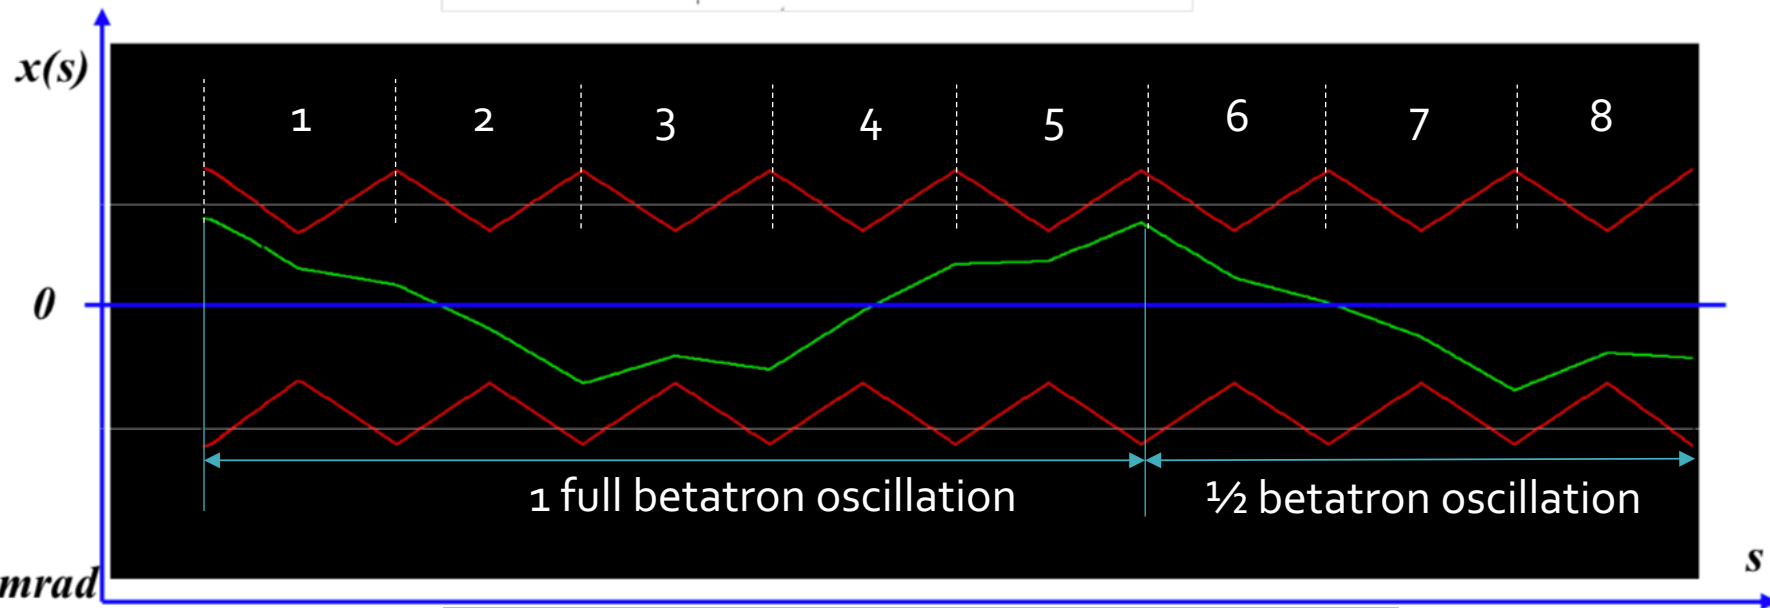 x(s)
1 2 3 4 5 6 7 8
0
1 full betatron oscillation ½ betatron oscillation
s
mrad